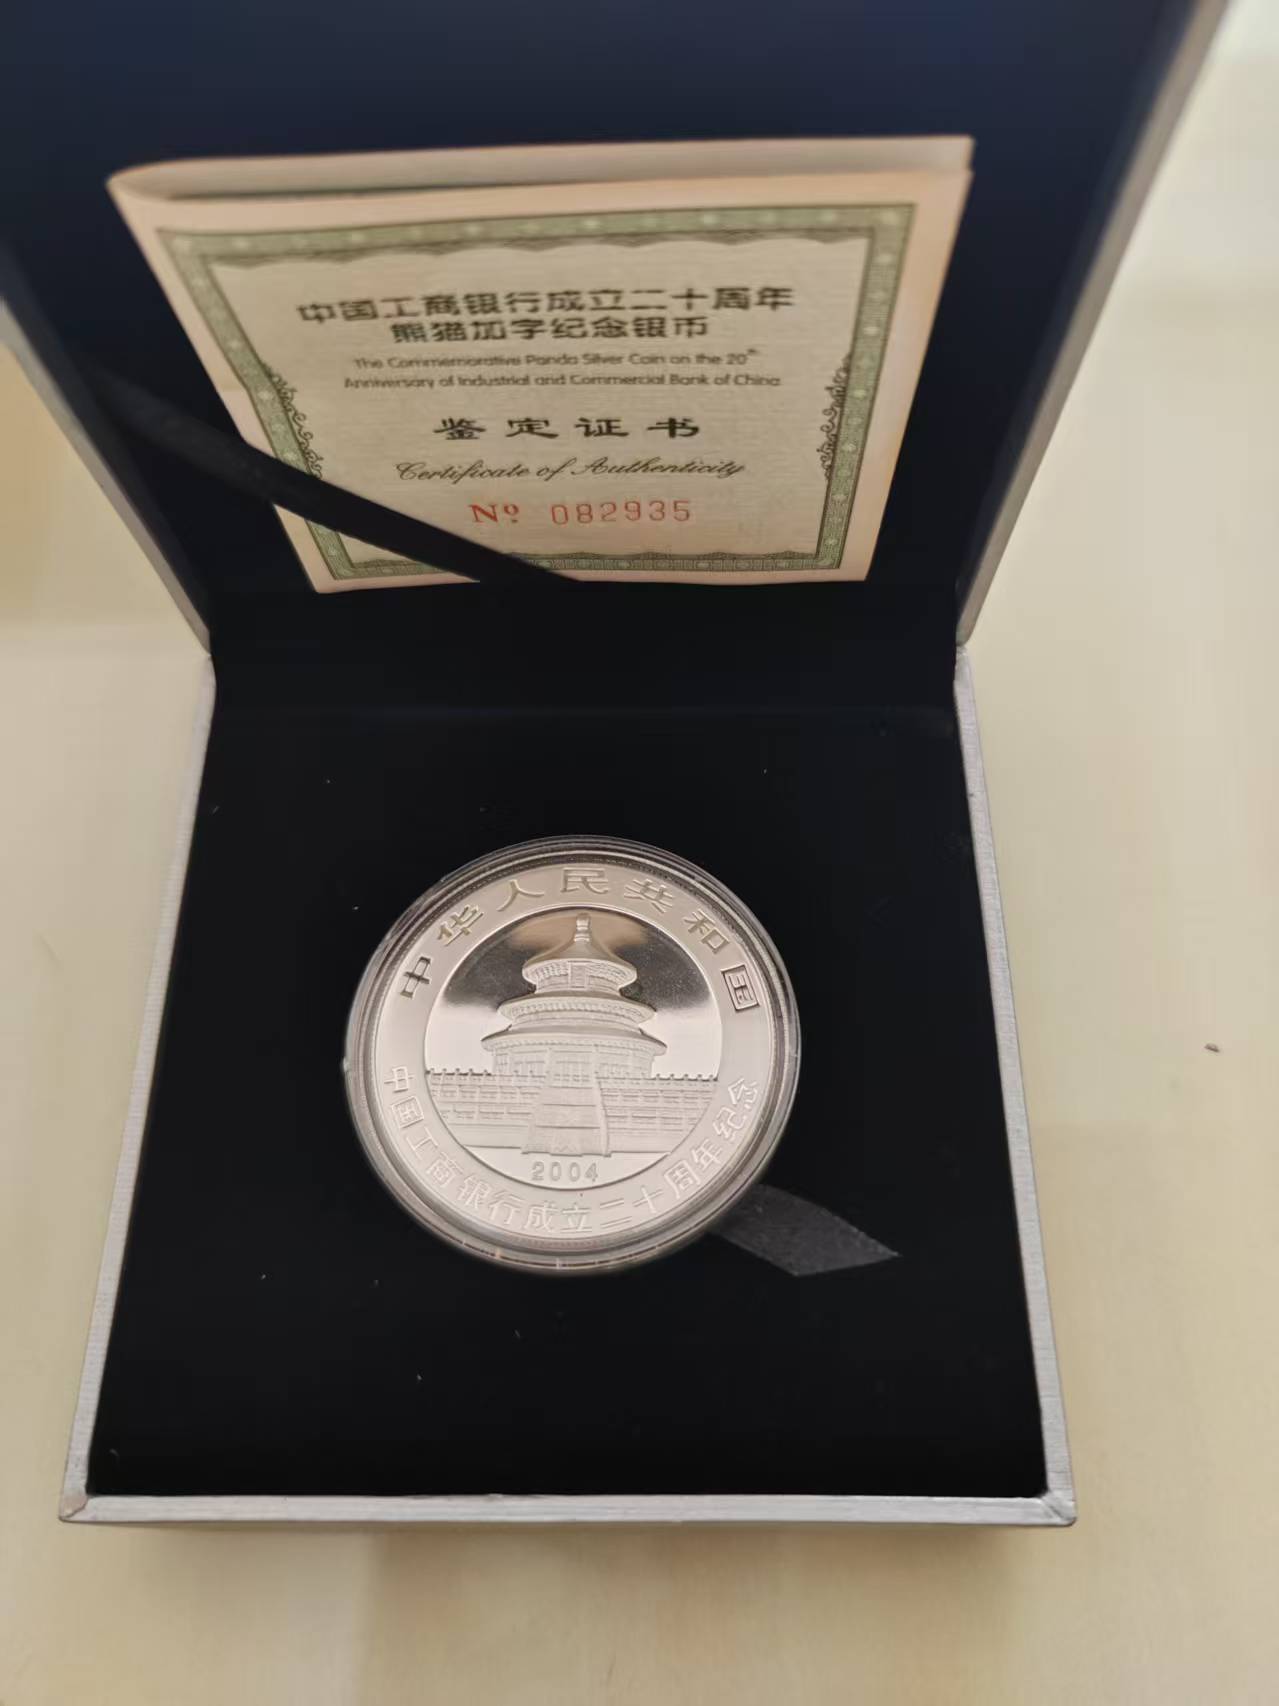 中国工商银行成立二十周年
熊猫加字纪念银币
The Commemorative Panda Silver Coin on the 20th
Anniversary of Industrial and Commercial Bank of China
鉴定证书
Certificate of Authenticity
Nº 082935
中华人民共和国
2004
中国工商银行成立二十周年纪念